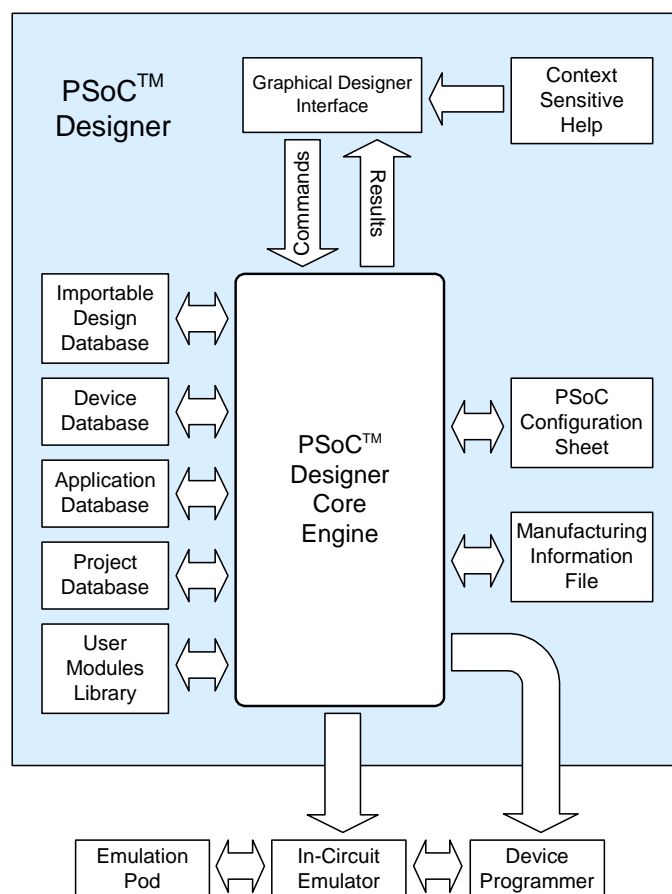 PSoC™
Designer
Graphical Designer
Interface
Context
Sensitive
Help
Commands
Results
Importable
Design
Database
Device
Database
Application
Database
Project
Database
User
Modules
Library
PSoC™
Designer
Core
Engine
PSoC
Configuration
Sheet
Manufacturing
Information
File
Emulation
Pod
In-Circuit
Emulator
Device
Programmer